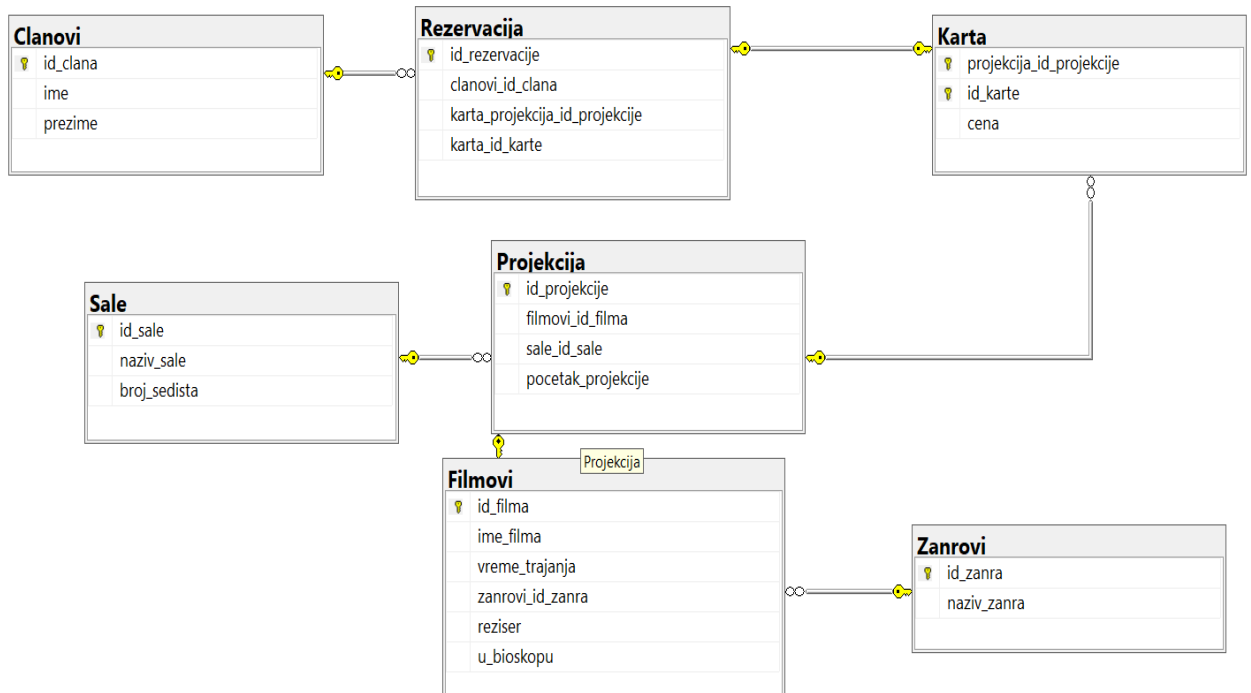 Clanovi
id_clana
ime
prezime
Rezervacija
id_rezervacije
clanovi_id_clana
karta_projekcija_id_projekcije
karta_id_karte
Karta
projekcija_id_projekcije
id_karte
cena
Sale
id_sale
naziv_sale
broj_sedista
Projekcija
id_projekcije
filmovi_id_filma
sale_id_sale
pocetak_projekcije
Projekcija
Filmovi
id_filma
ime_filma
vreme_trajanja
zanrovi_id_zanra
reziser
u_bioskopu
Zanrovi
id_zanra
naziv_zanra